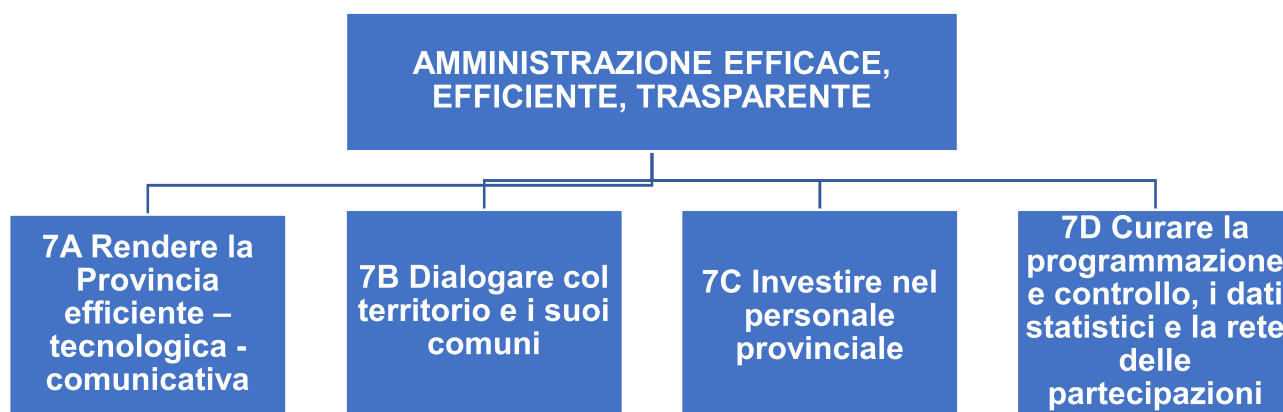 AMMINISTRAZIONE EFFICACE,
EFFICIENTE, TRASPARENTE
7A Rendere la
Provincia
efficiente –
tecnologica -
comunicativa
7B Dialogare col
territorio e i suoi
comuni
7C Investire nel
personale
provinciale
7D Curare la
programmazione
e controllo, i dati
statistici e la rete
delle
partecipazioni